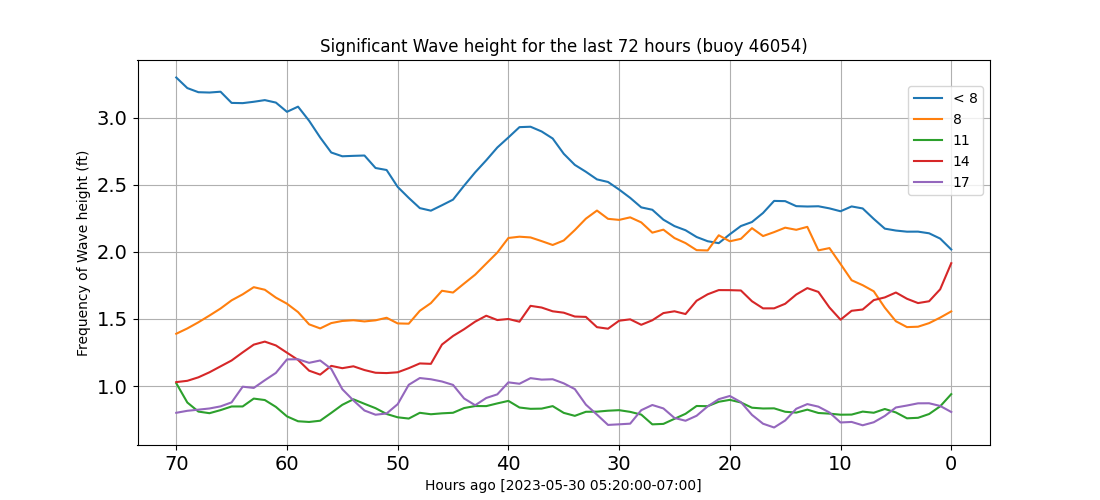 Significant Wave height for the last 72 hours (buoy 46054)
Frequency of Wave height (ft)
3.0
2.5
2.0
1.5
1.0
< 8
8
11
14
17
70 60 50 40 30 20 10 0
Hours ago [2023-05-30 05:20:00-07:00]